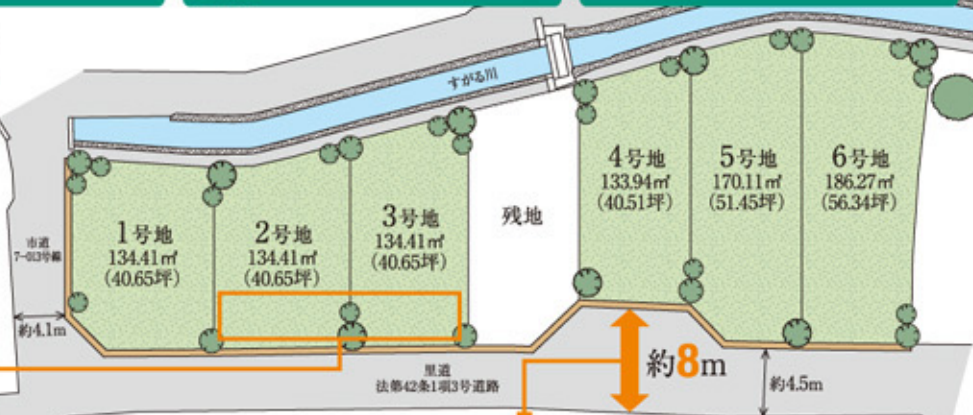 すがる川
1号地
134.41㎡
(40.65坪)
2号地
134.41㎡
(40.65坪)
3号地
134.41㎡
(40.65坪)
残地
4号地
133.94㎡
(40.51坪)
5号地
170.11㎡
(51.45坪)
6号地
186.27㎡
(56.34坪)
市道
7-013号線
約4.1m
里道
法第42条1項3号道路
約8m
約4.5m